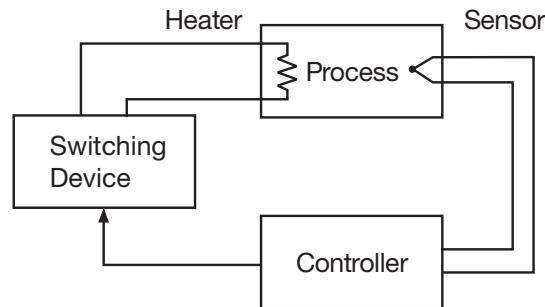 Heater
Sensor
Process
Switching
Device
Controller